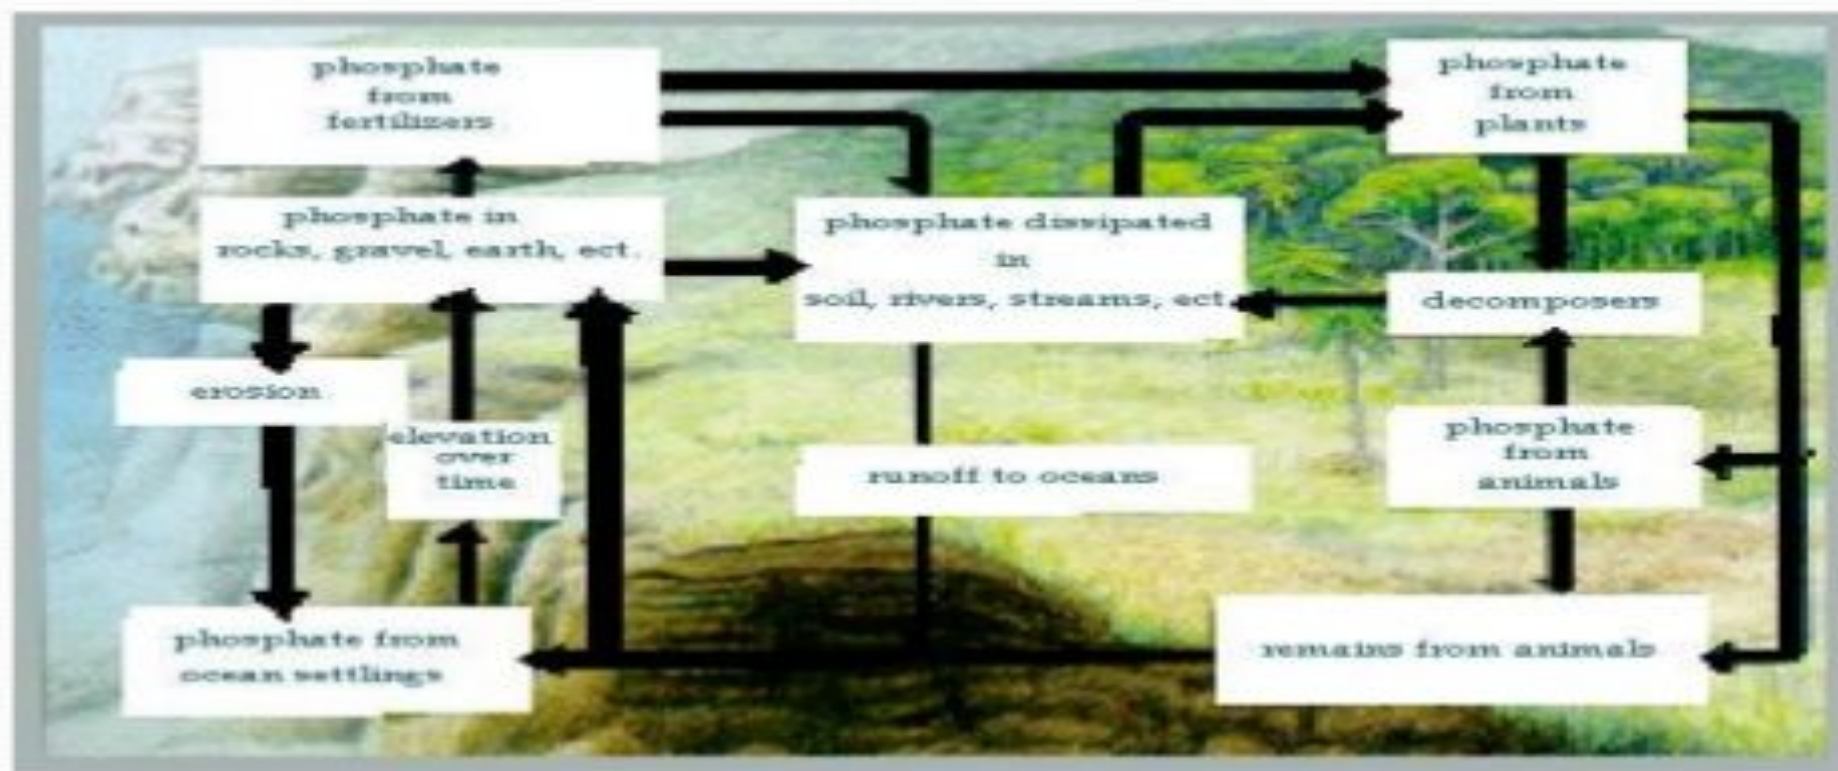 phosphate
from
fertilizers
phosphate
from
plants
phosphate in
rocks, gravel, earth, ect.
phosphate dissipated
in
soil, rivers, streams, ect
decomposers
erosion
elevation
over
time
runoff to oceans
phosphate
from
animals
phosphate from
ocean settlings
remains from animals